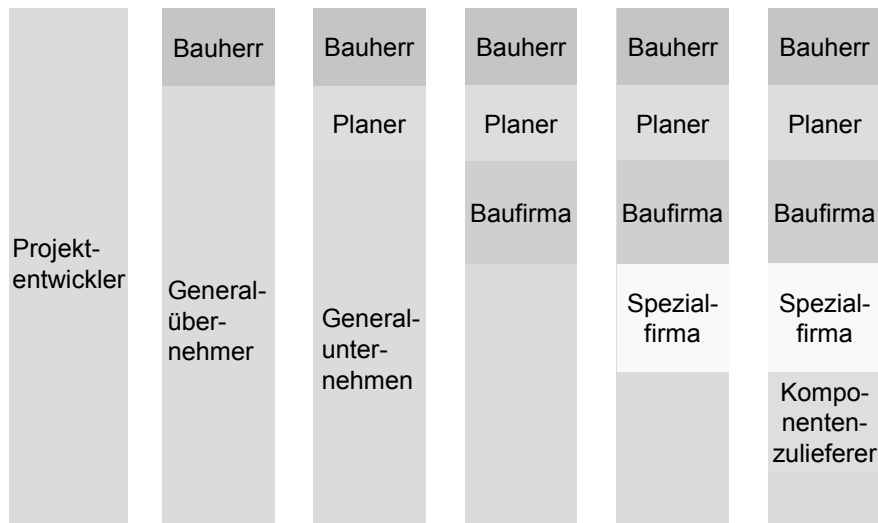 Projekt-
entwickler
Bauherr
General-
über-
nehmer
Bauherr
Planer
General-
unter-
nehmen
Bauherr
Planer
Baufirma
Bauherr
Planer
Baufirma
Spezial-
firma
Bauherr
Planer
Baufirma
Spezial-
firma
Kompo-
nenten-
zulieferer